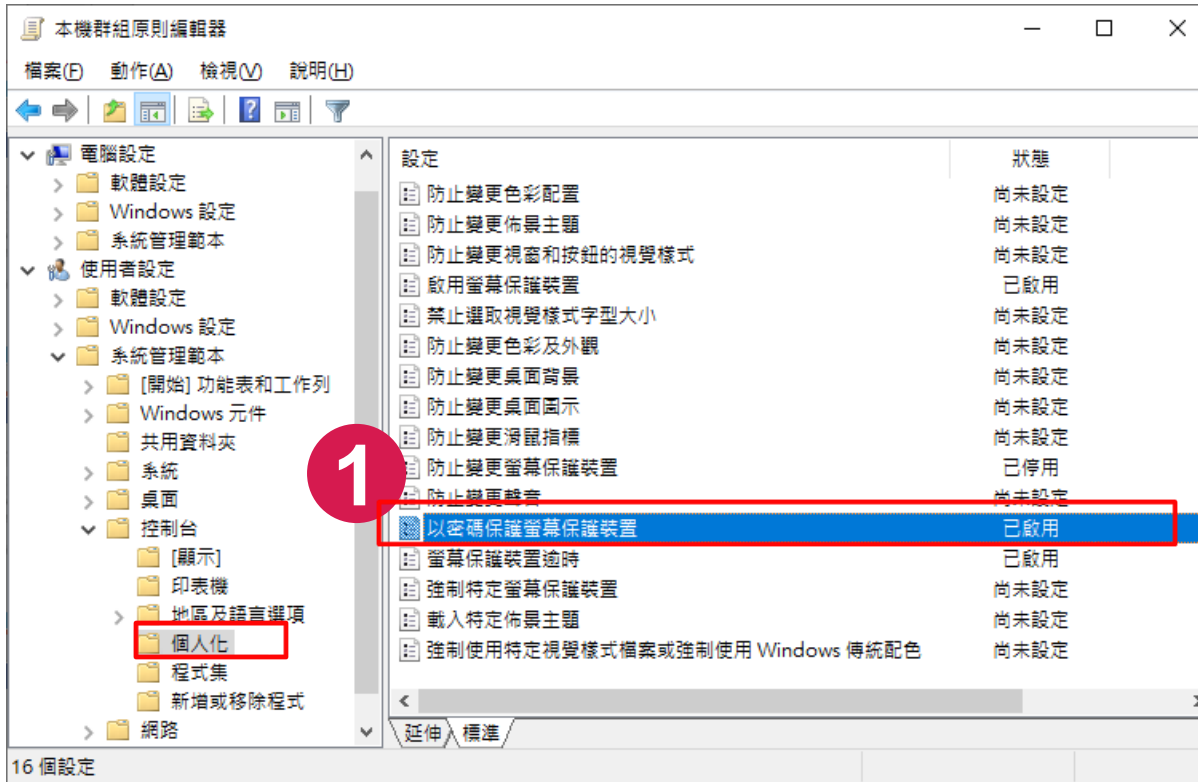 本機群組原則編輯器
檔案(F) 動作(A) 檢視(V) 說明(H)
電腦設定
軟體設定
Windows 設定
系統管理範本
使用者設定
軟體設定
Windows 設定
系統管理範本
[開始] 功能表和工作列
Windows 元件
共用資料夾
系統
桌面
控制台
[顯示]
印表機
地區及語言選項
個人化
程式集
新增或移除程式
網路
1
設定 狀態
防止變更色彩配置 尚未設定
防止變更佈景主題 尚未設定
防止變更視窗和按鈕的視覺樣式 尚未設定
啟用螢幕保護裝置 已啟用
禁止選取視覺樣式字型大小 尚未設定
防止變更色彩及外觀 尚未設定
防止變更桌面背景 尚未設定
防止變更桌面圖示 尚未設定
防止變更滑鼠指標 尚未設定
防止變更螢幕保護裝置 已停用
防止變更聲音 尚未設定
以密碼保護螢幕保護裝置 已啟用
螢幕保護裝置逾時 已啟用
強制特定螢幕保護裝置 尚未設定
載入特定佈景主題 尚未設定
強制使用特定視覺樣式檔案或強制使用 Windows 傳統配色 尚未設定
延伸 標準
16 個設定